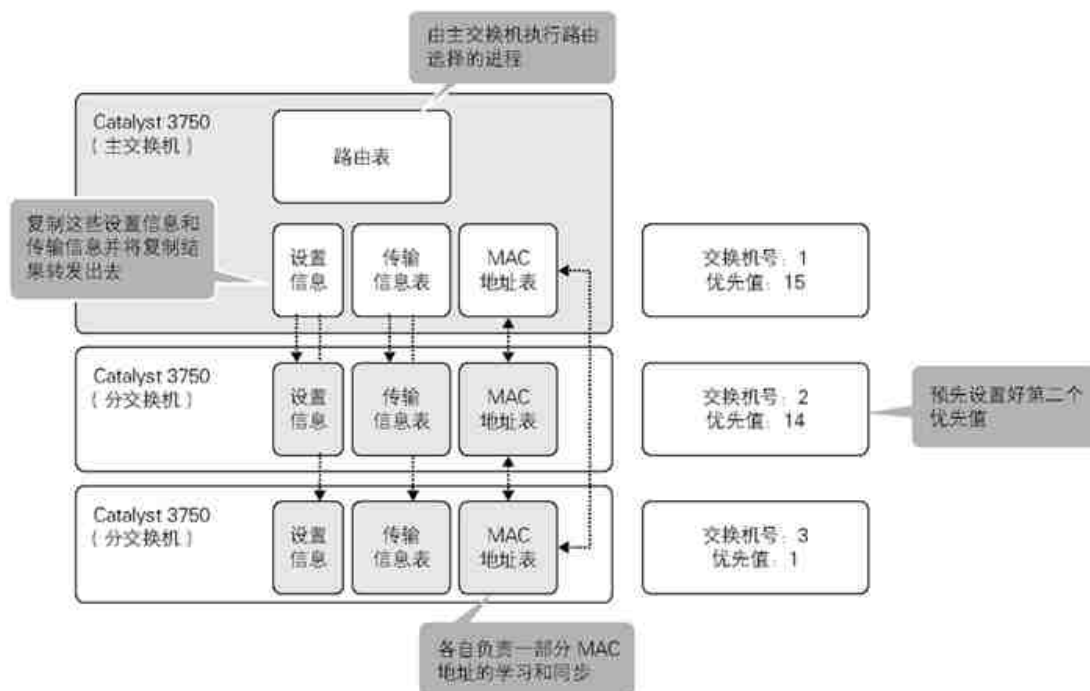 由主交换机执行路由
选择的进程
Catalyst 3750
（主交换机）
路由表
复制这些设置信息和
传输信息并将复制结
果转发出去
设置
信息
传输
信息表
MAC
地址表
交换机号：1
优先值：15
Catalyst 3750
（分交换机）
设置
信息
传输
信息表
MAC
地址表
交换机号：2
优先值：14
预先设置好第二个
优先值
Catalyst 3750
（分交换机）
设置
信息
传输
信息表
MAC
地址表
交换机号：3
优先值：1
各自负责一部分 MAC
地址的学习和同步